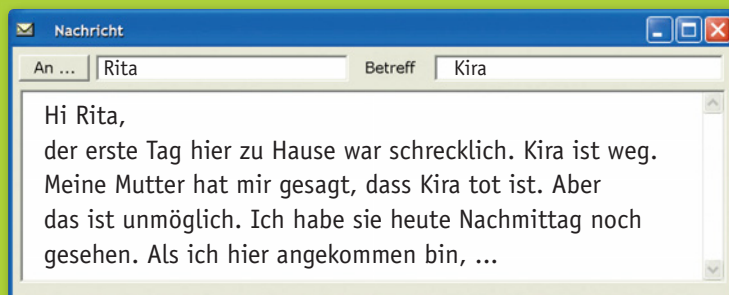 Nachricht
An ... Rita Betreff Kira
Hi Rita,
der erste Tag hier zu Hause war schrecklich. Kira ist weg.
Meine Mutter hat mir gesagt, dass Kira tot ist. Aber
das ist unmöglich. Ich habe sie heute Nachmittag noch
gesehen. Als ich hier angekommen bin, ...